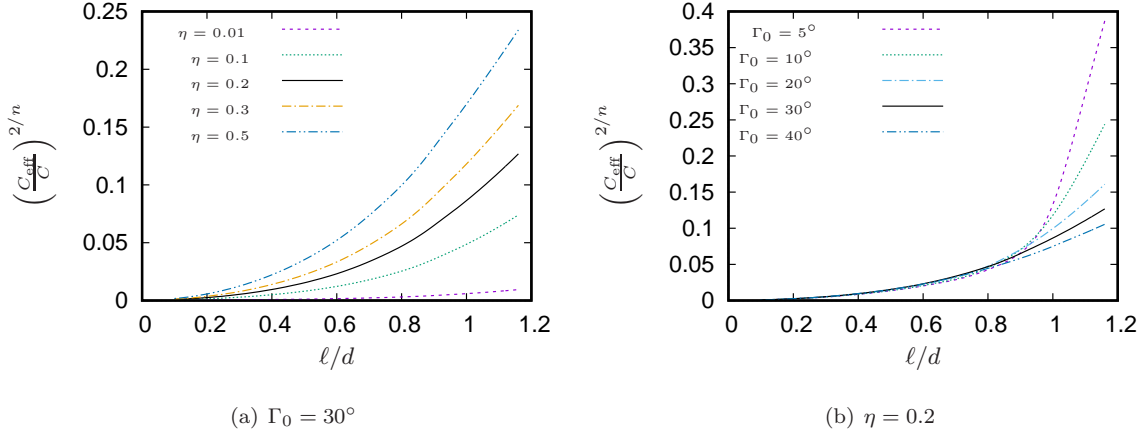 0.25
0.2
0.15
0.1
0.05
0
0 0.2 0.4 0.6 0.8 1 1.2
(C_eff/C)^{2/n}
ℓ/d
η = 0.01
η = 0.1
η = 0.2
η = 0.3
η = 0.5
(a) Γ₀ = 30°
0.4
0.35
0.3
0.25
0.2
0.15
0.1
0.05
0
0 0.2 0.4 0.6 0.8 1 1.2
(C_eff/C)^{2/n}
ℓ/d
Γ₀ = 5°
Γ₀ = 10°
Γ₀ = 20°
Γ₀ = 30°
Γ₀ = 40°
(b) η = 0.2